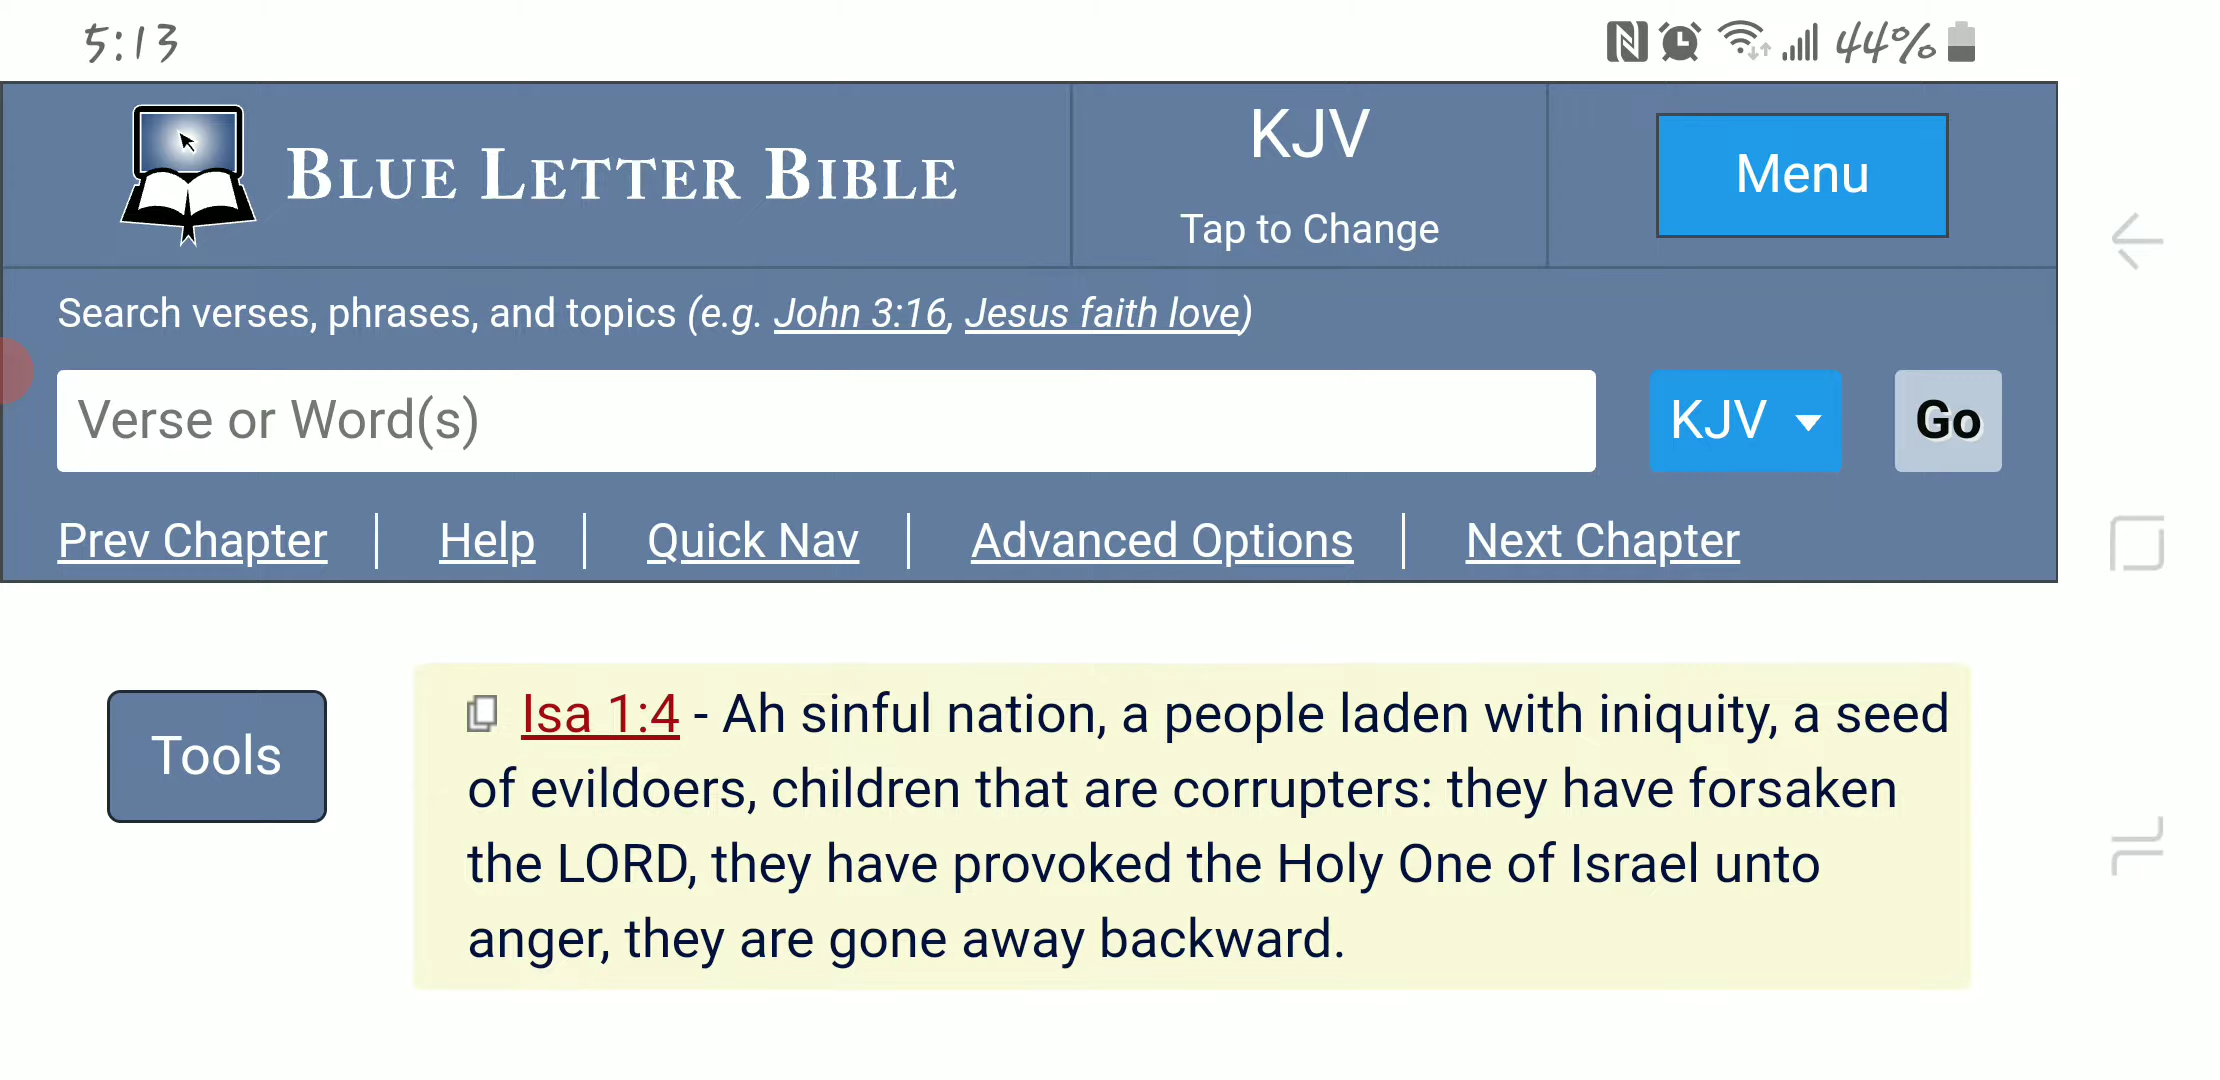 5:13 44%
BLUE LETTER BIBLE
KJV
Tap to Change
Menu
Search verses, phrases, and topics (e.g. John 3:16, Jesus faith love)
Verse or Word(s) KJV Go
Prev Chapter | Help | Quick Nav | Advanced Options | Next Chapter
Tools
Isa 1:4 - Ah sinful nation, a people laden with iniquity, a seed
of evildoers, children that are corrupters: they have forsaken
the LORD, they have provoked the Holy One of Israel unto
anger, they are gone away backward.